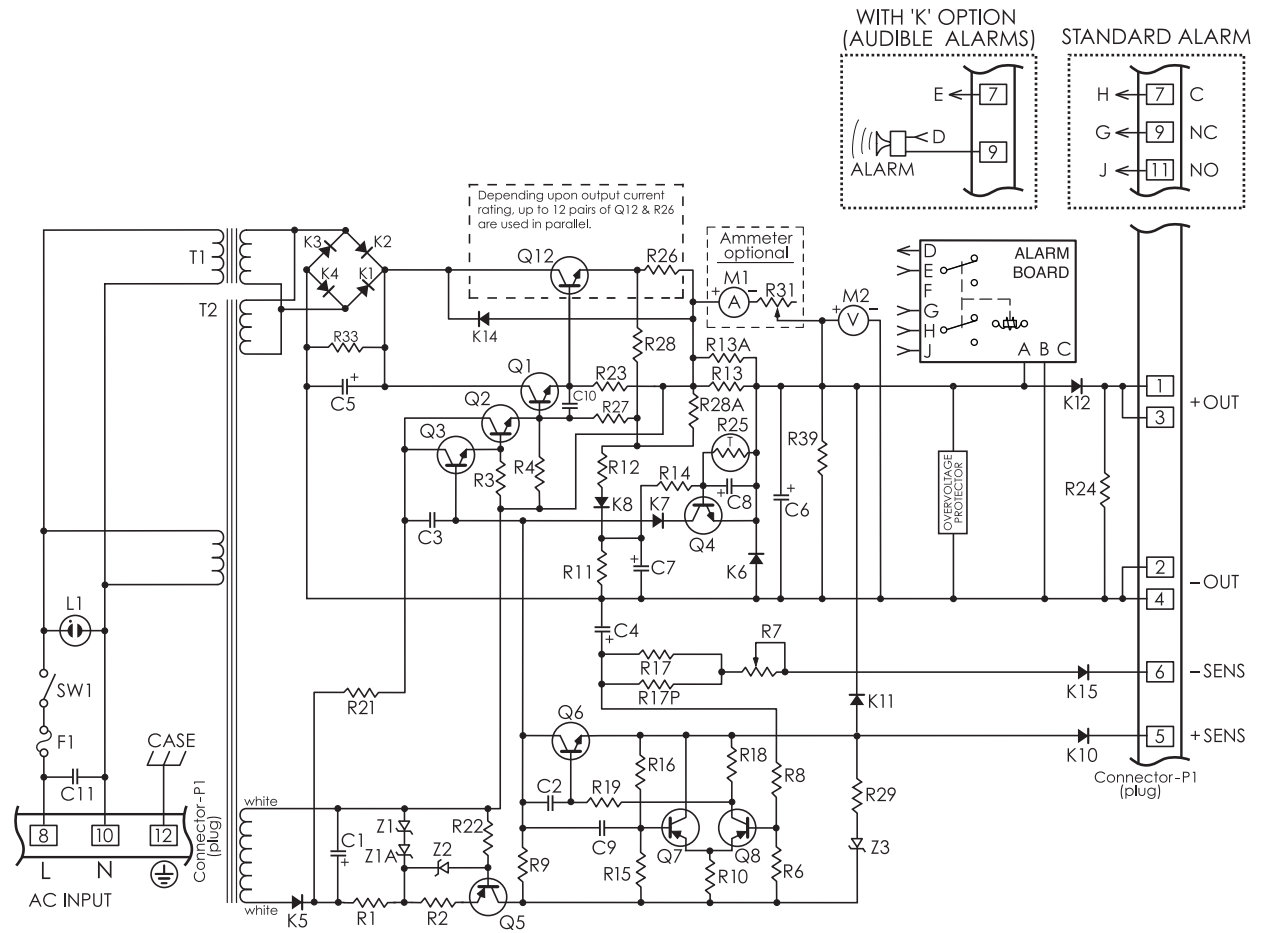 WITH 'K' OPTION
(AUDIBLE ALARMS)
STANDARD ALARM
E
7
D
9
ALARM
H
7
C
G
9
NC
J
11
NO
Depending upon output current
rating, up to 12 pairs of Q12 & R26
are used in parallel.
T1
K3
K2
K4
K1
Q12
R26
Ammeter
optional
M1
+
A
−
R31
M2
+
V
−
D
ALARM
E
BOARD
F
G
H
J
A
B
C
T2
R33
K14
R28
R13A
C5
+
Q1
R23
R13
C10
R27
R28A
K12
1
3
+OUT
Q2
Q3
R25
T
R39
R3
R4
R12
R14
K8
K7
+
C8
C6
+
OVERVOLTAGE
PROTECTOR
R24
C3
Q4
R11
+
C7
K6
2
−OUT
4
L1
C4
+
R7
R17
R17P
K15
6
−SENS
SW1
R21
K11
F1
CASE
Q6
K10
5
+SENS
C11
R16
R18
R8
Connector-P1
(plug)
C2
R19
R29
white
8
10
12
Connector-P1
(plug)
C1
+
Z1
Z1A
R22
Z2
C9
Q7
Q8
Z3
L
N
R9
R15
R10
R6
AC INPUT
white
K5
R1
R2
Q5